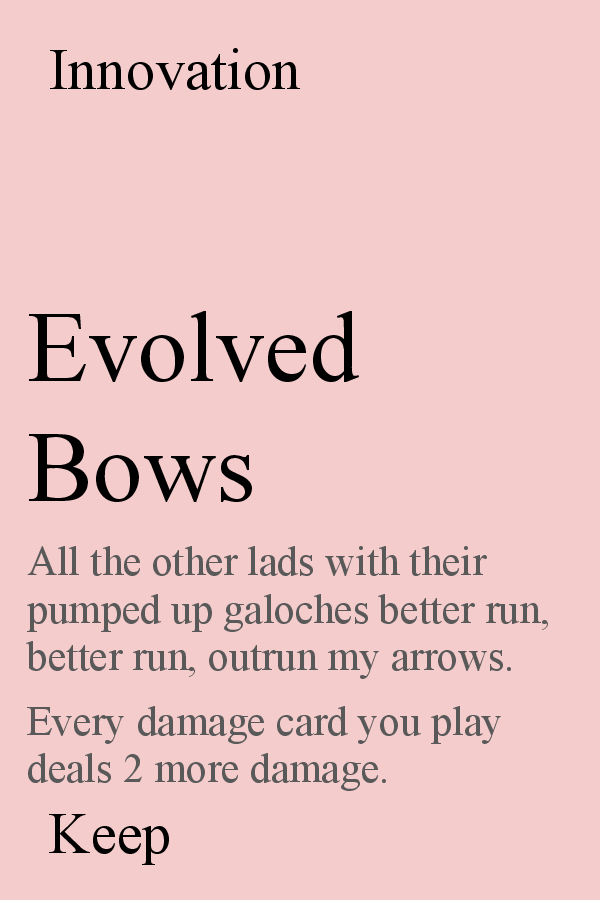 Innovation
Evolved
Bows
All the other lads with their
pumped up galoches better run,
better run, outrun my arrows.
Every damage card you play
deals 2 more damage.
Keep